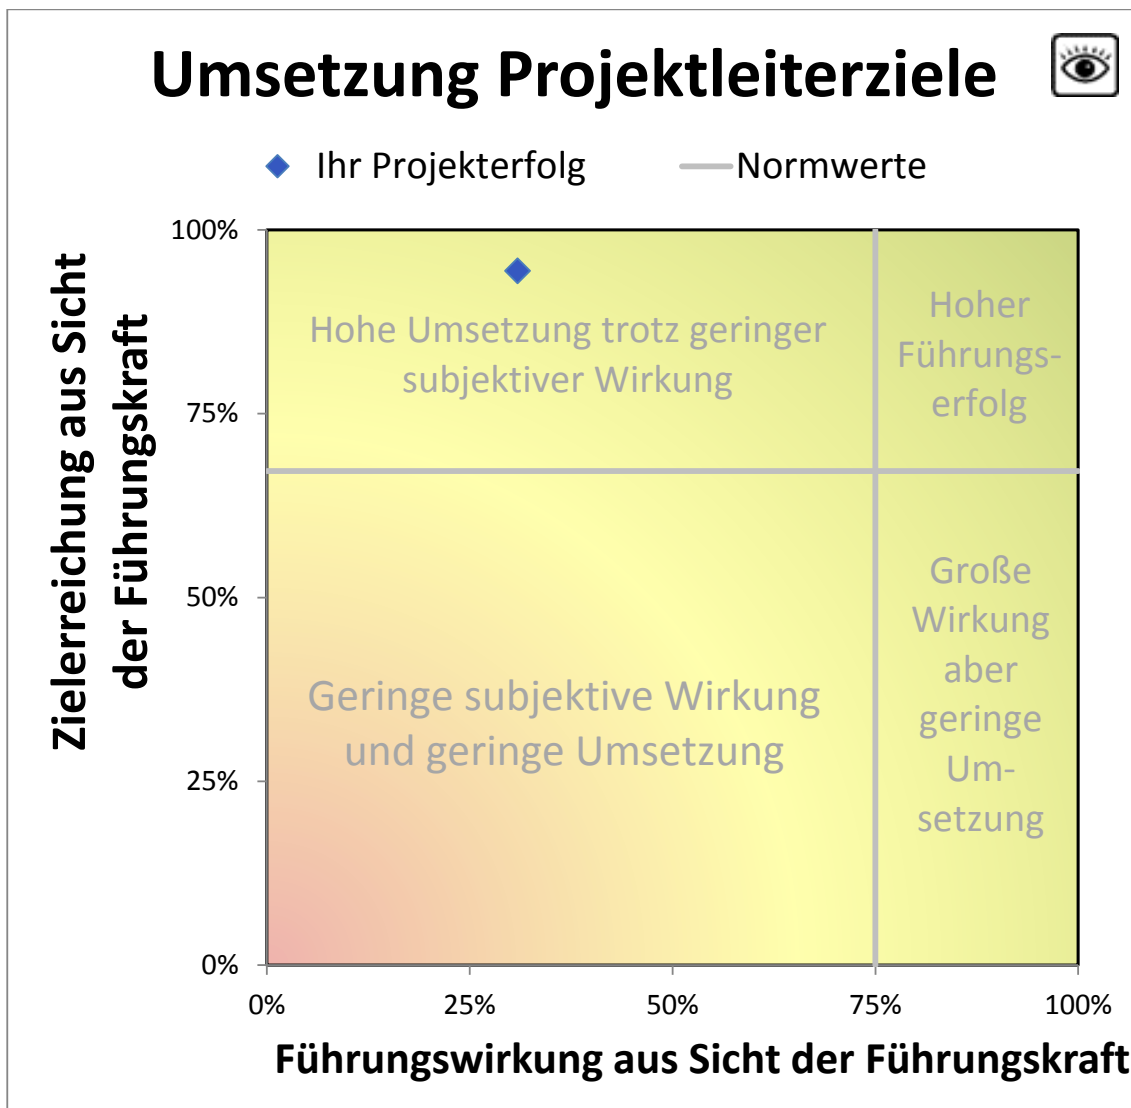 Umsetzung Projektleiterziele
Ihr Projekterfolg
Normwerte
Zielerreichung aus Sicht
der Führungskraft
100%
75%
50%
25%
0%
Hohe Umsetzung trotz geringer
subjektiver Wirkung
Hoher
Führungs-
erfolg
Geringe subjektive Wirkung
und geringe Umsetzung
Große
Wirkung
aber
geringe
Um-
setzung
0%
25%
50%
75%
100%
Führungswirkung aus Sicht der Führungskraft